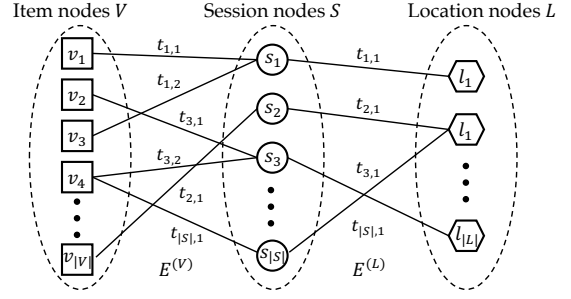 Item nodes V Session nodes S Location nodes L
v₁ t₁,₁ s₁ t₁,₁ l₁
v₂ t₁,₂ s₂ t₂,₁ l₁
v₃ t₃,₁ s₃ t₃,₁
v₄ t₃,₂
t₂,₁
t|S|,₁ t|S|,₁ l|L|
v|V| E⁽ⱽ⁾ s|S| E⁽ᴸ⁾